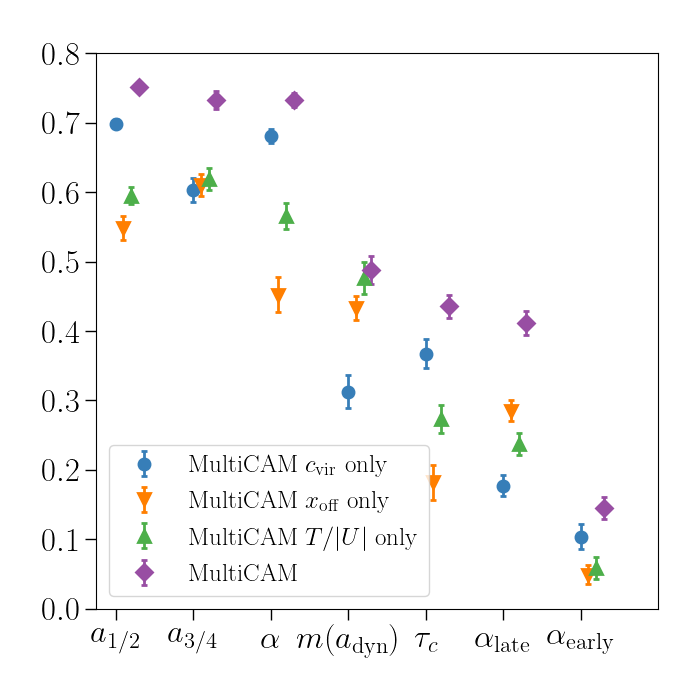 0.8
0.7
0.6
0.5
0.4
0.3
0.2
0.1
0.0
MultiCAM c_vir only
MultiCAM x_off only
MultiCAM T/|U| only
MultiCAM
a_1/2 a_3/4 α m(a_dyn) τ_c α_late α_early